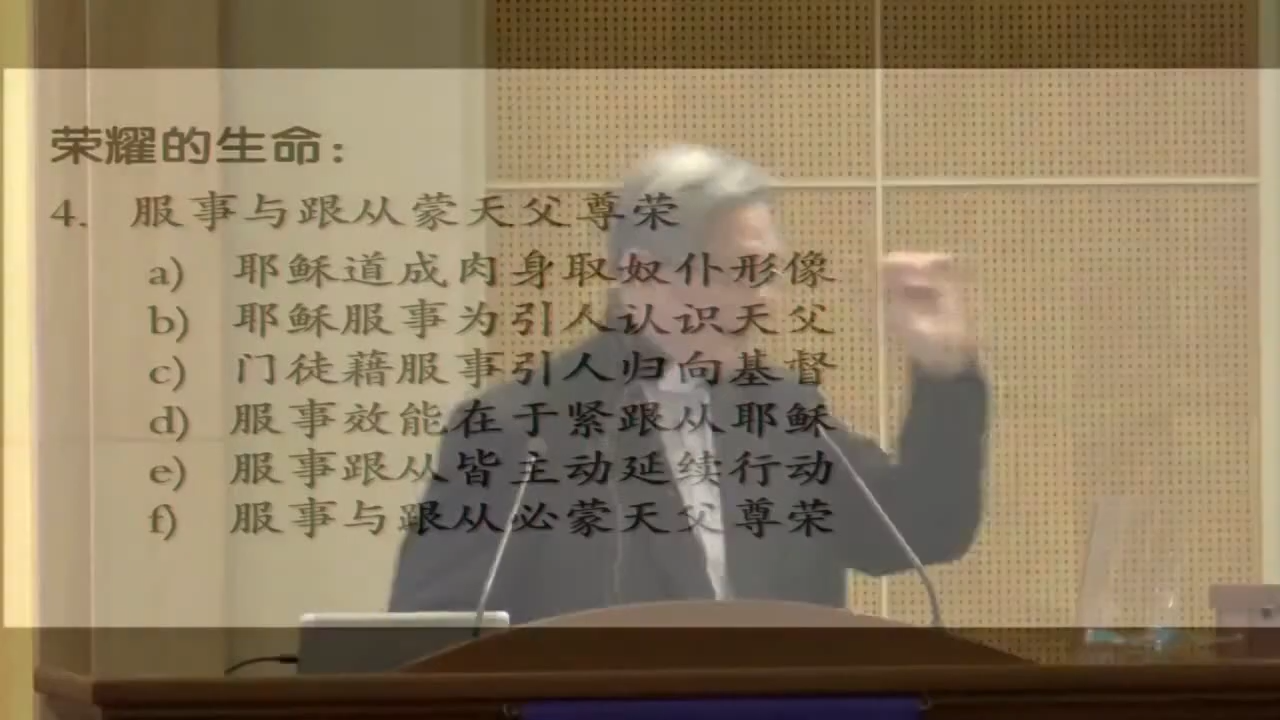 荣耀的生命：
4. 服事与跟从蒙天父尊荣
a) 耶稣道成肉身取奴仆形像
b) 耶稣服事为引人认识天父
c) 门徒藉服事引人归向基督
d) 服事效能在于紧跟从耶稣
e) 服事跟从皆主动延续行动
f) 服事与跟从必蒙天父尊荣